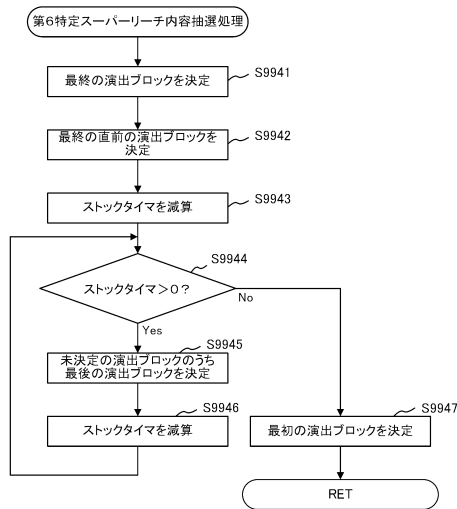 第6特定スーパーリーチ内容抽選処理
最終の演出ブロックを決定
S9941
最終の直前の演出ブロックを
決定
S9942
ストックタイマを減算
S9943
ストックタイマ>0?
S9944
No
Yes
未決定の演出ブロックのうち
最後の演出ブロックを決定
S9945
ストックタイマを減算
S9946
最初の演出ブロックを決定
S9947
RET